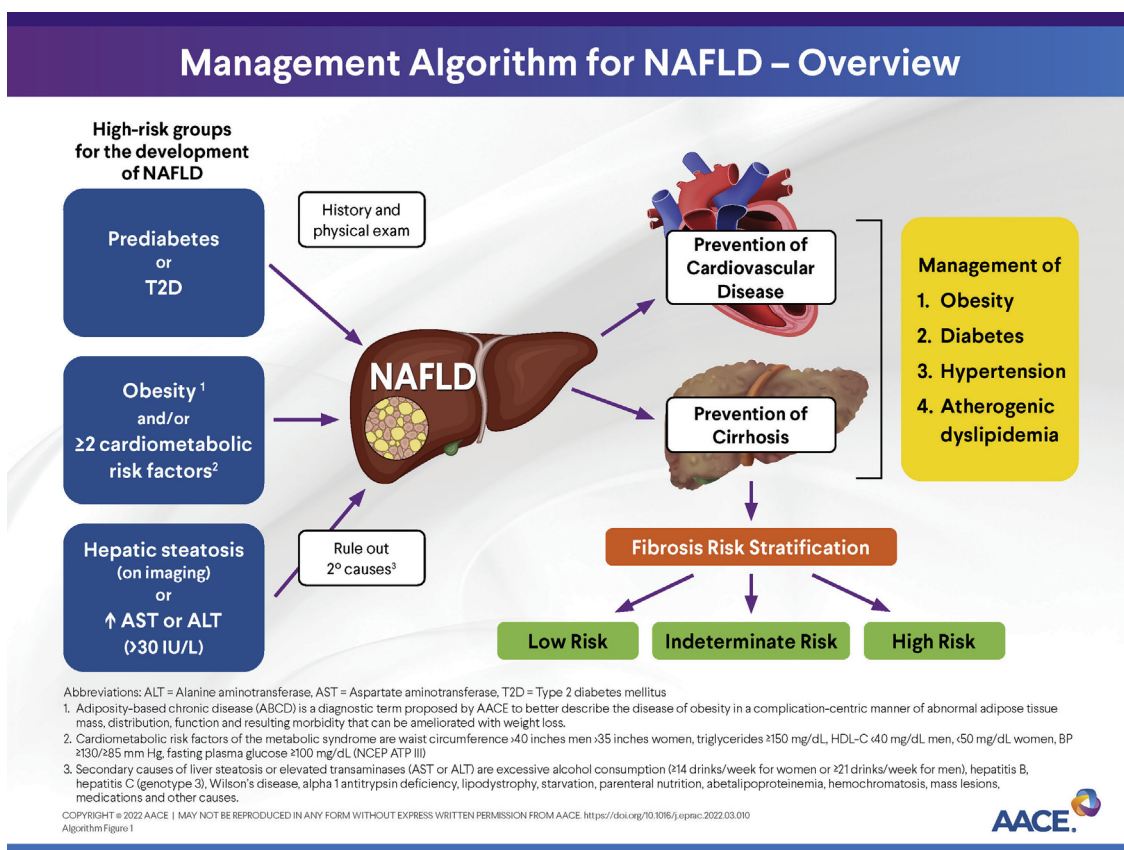 Management Algorithm for NAFLD – Overview
High-risk groups
for the development
of NAFLD
Prediabetes
or
T2D
Obesity ¹
and/or
≥2 cardiometabolic
risk factors²
Hepatic steatosis
(on imaging)
or
↑ AST or ALT
(>30 IU/L)
History and
physical exam
Rule out
2º causes³
NAFLD
Prevention of
Cardiovascular
Disease
Prevention of
Cirrhosis
Management of
1. Obesity
2. Diabetes
3. Hypertension
4. Atherogenic
dyslipidemia
Fibrosis Risk Stratification
Low Risk
Indeterminate Risk
High Risk
Abbreviations: ALT = Alanine aminotransferase, AST = Aspartate aminotransferase, T2D = Type 2 diabetes mellitus
1. Adiposity-based chronic disease (ABCD) is a diagnostic term proposed by AACE to better describe the disease of obesity in a complication-centric manner of abnormal adipose tissue
mass, distribution, function and resulting morbidity that can be ameliorated with weight loss.
2. Cardiometabolic risk factors of the metabolic syndrome are waist circumference >40 inches men >35 inches women, triglycerides ≥150 mg/dL, HDL-C <40 mg/dL men, <50 mg/dL women, BP
≥130/≥85 mm Hg, fasting plasma glucose ≥100 mg/dL (NCEP ATP III)
3. Secondary causes of liver steatosis or elevated transaminases (AST or ALT) are excessive alcohol consumption (≥14 drinks/week for women or ≥21 drinks/week for men), hepatitis B,
hepatitis C (genotype 3), Wilson's disease, alpha 1 antitrypsin deficiency, lipodystrophy, starvation, parenteral nutrition, abetalipoproteinemia, hemochromatosis, mass lesions,
medications and other causes.
COPYRIGHT © 2022 AACE | MAY NOT BE REPRODUCED IN ANY FORM WITHOUT EXPRESS WRITTEN PERMISSION FROM AACE. https://doi.org/10.1016/j.eprac.2022.03.010
Algorithm Figure 1
AACE.